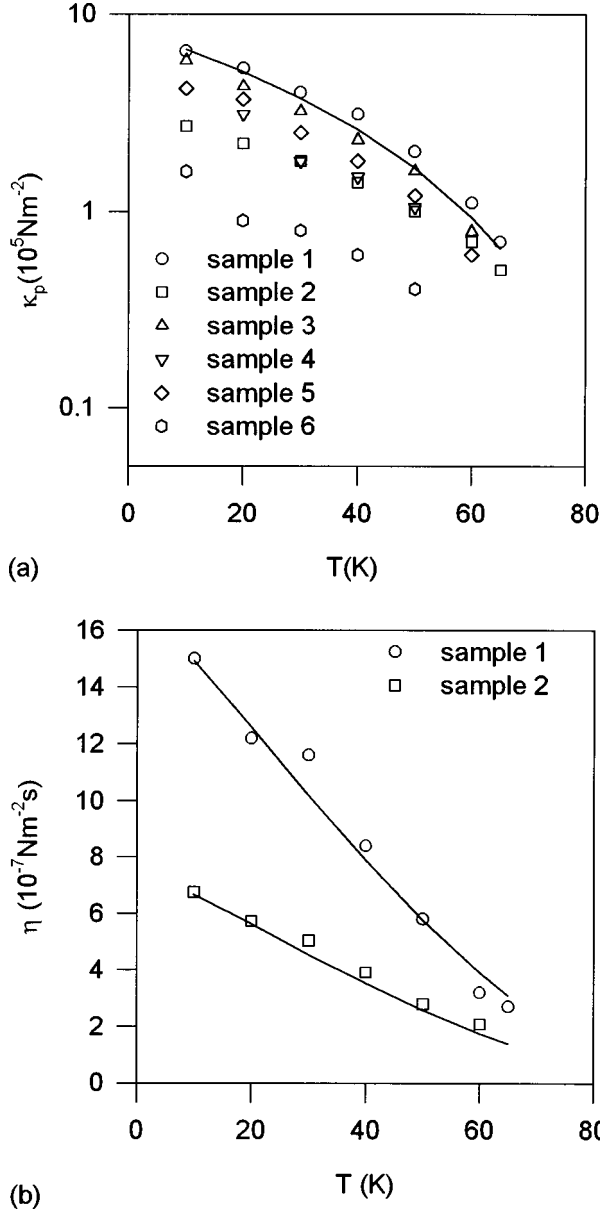 10
1
0.1
κp(10⁵Nm⁻²)
sample 1
sample 2
sample 3
sample 4
sample 5
sample 6
0 20 40 60 80
(a)
T(K)
16
14
12
10
8
6
4
2
0
η (10⁻⁷Nm⁻²s)
sample 1
sample 2
0 20 40 60 80
T (K)
(b)